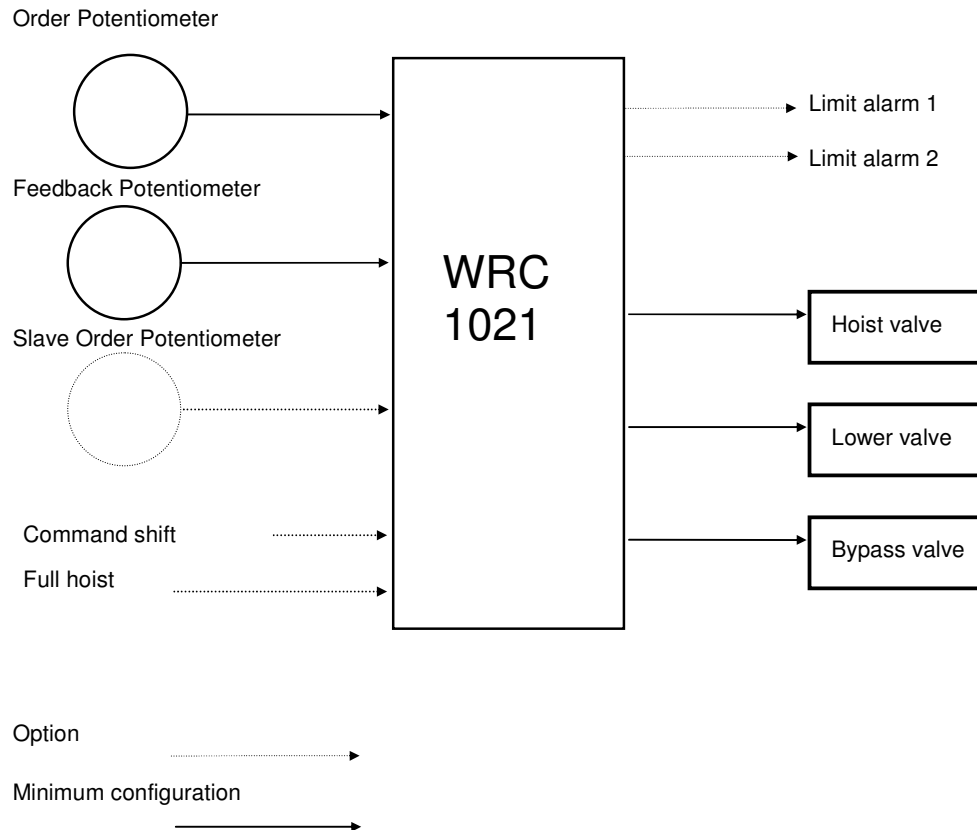 Order Potentiometer
Limit alarm 1
Limit alarm 2
Feedback Potentiometer
WRC
1021
Hoist valve
Slave Order Potentiometer
Lower valve
Command shift
Bypass valve
Full hoist
Option
Minimum configuration